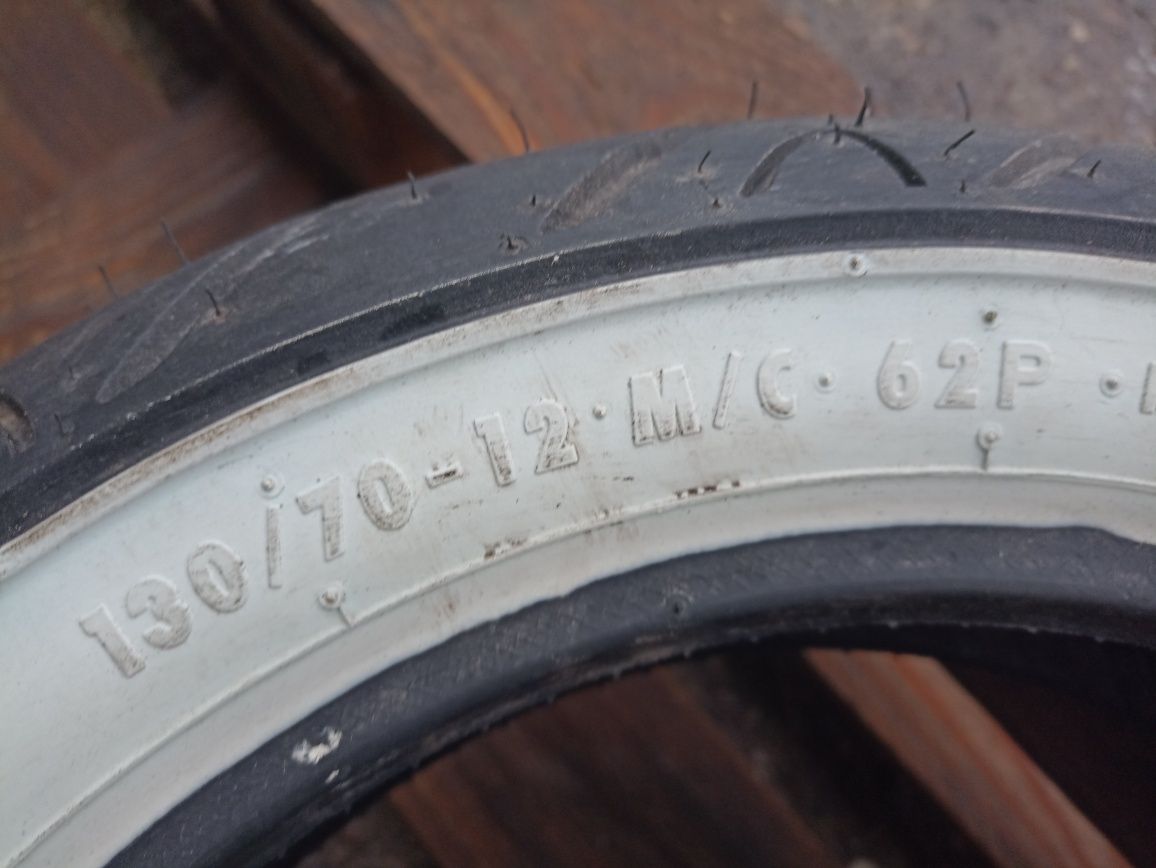 130/70-12 · M/C · 62P ·